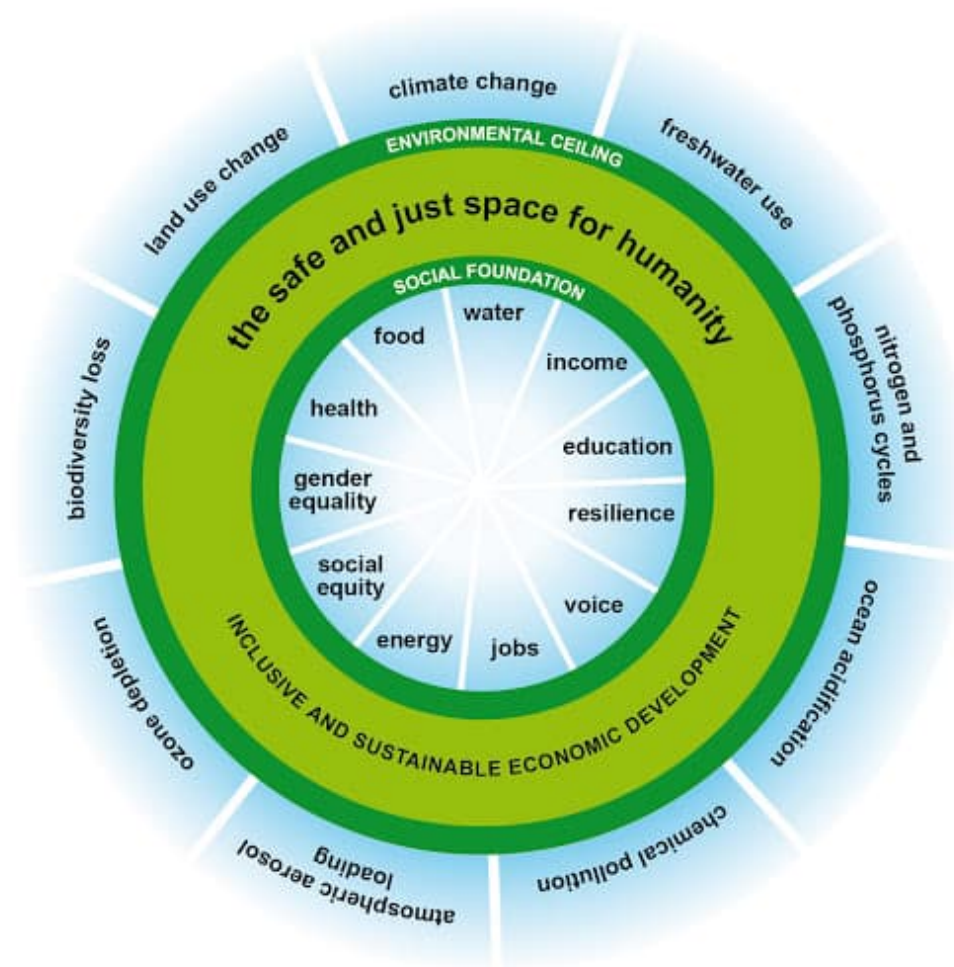 climate change
freshwater use
nitrogen and
phosphorus cycles
ocean acidification
chemical pollution
atmospheric aerosol
loading
ozone depletion
biodiversity loss
land use change
ENVIRONMENTAL CEILING
the safe and just space for humanity
SOCIAL FOUNDATION
water
income
education
resilience
voice
jobs
energy
social
equity
gender
equality
health
food
INCLUSIVE AND SUSTAINABLE ECONOMIC DEVELOPMENT